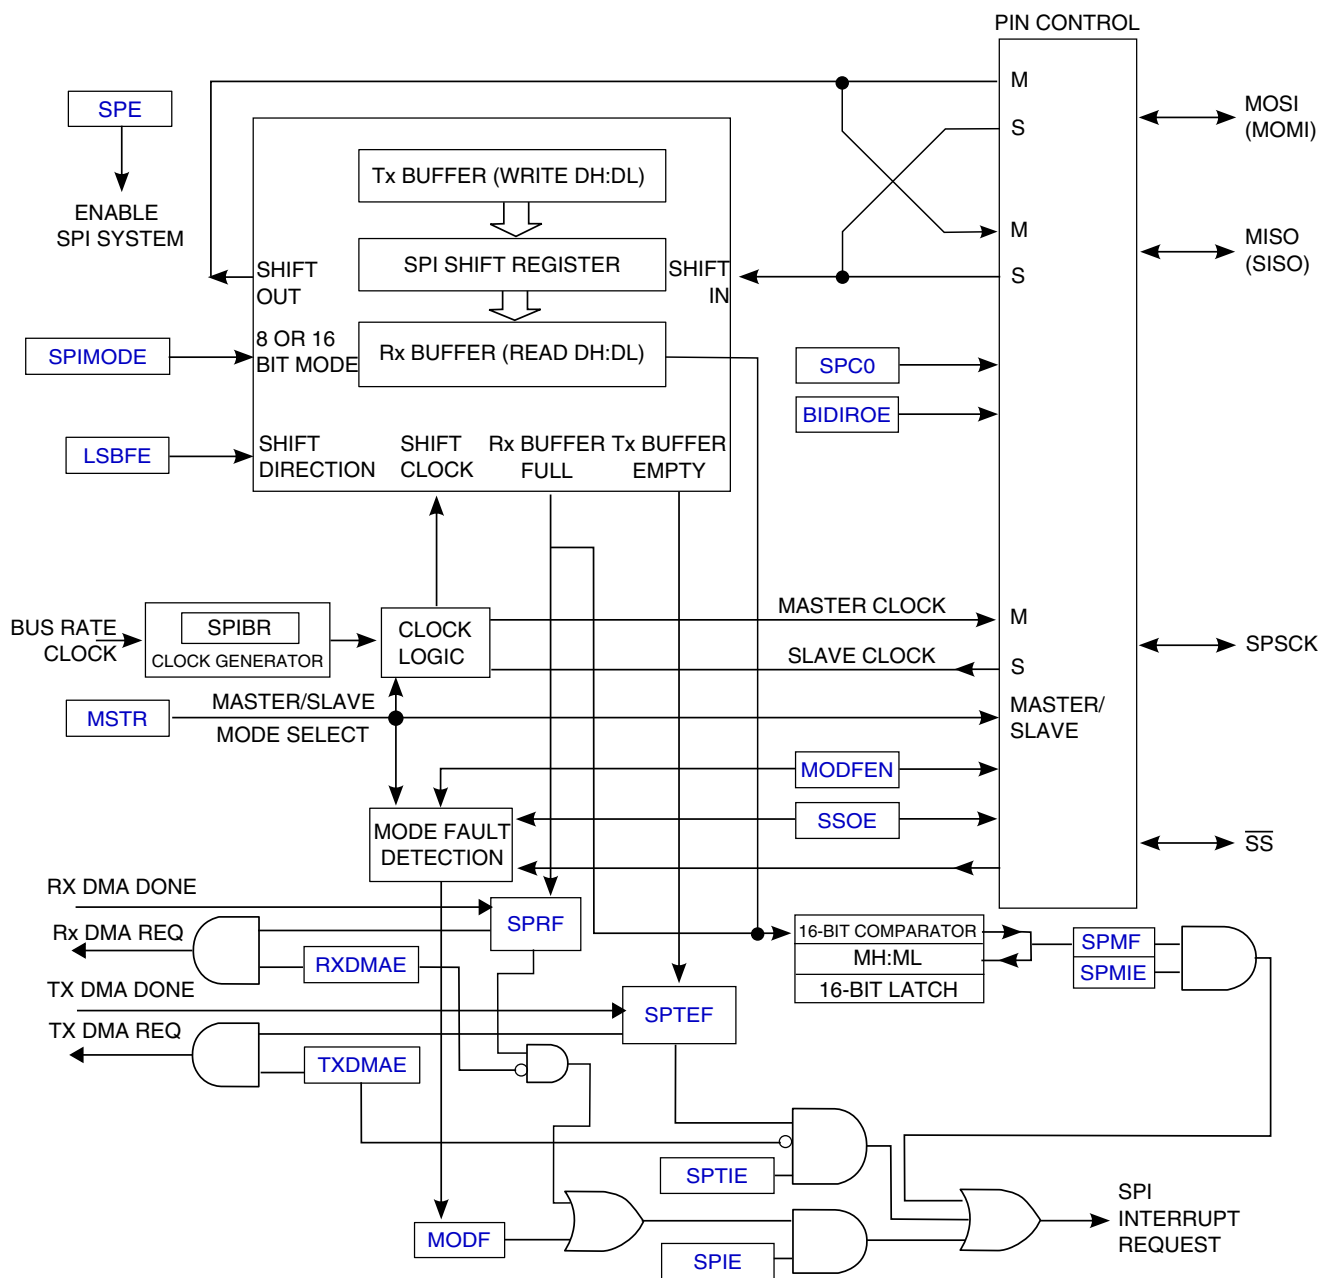 PIN CONTROL
M
S
M
S
MOSI
(MOMI)
MISO
(SISO)
SPE
ENABLE
SPI SYSTEM
Tx BUFFER (WRITE DH:DL)
SPI SHIFT REGISTER
Rx BUFFER (READ DH:DL)
SHIFT
OUT
SHIFT
IN
SPIMODE
8 OR 16
BIT MODE
SPC0
BIDIROE
LSBFE
SHIFT
DIRECTION
SHIFT
CLOCK
Rx BUFFER
FULL
Tx BUFFER
EMPTY
BUS RATE
CLOCK
SPIBR
CLOCK GENERATOR
CLOCK
LOGIC
MASTER CLOCK
M
SLAVE CLOCK
S
SPSCK
MSTR
MASTER/SLAVE
MODE SELECT
MASTER/
SLAVE
MODFEN
SSOE
MODE FAULT
DETECTION
SS
RX DMA DONE
SPRF
Rx DMA REQ
RXDMAE
TX DMA DONE
SPTEF
TX DMA REQ
TXDMAE
16-BIT COMPARATOR
MH:ML
16-BIT LATCH
SPMF
SPMIE
SPTIE
MODF
SPIE
SPI
INTERRUPT
REQUEST